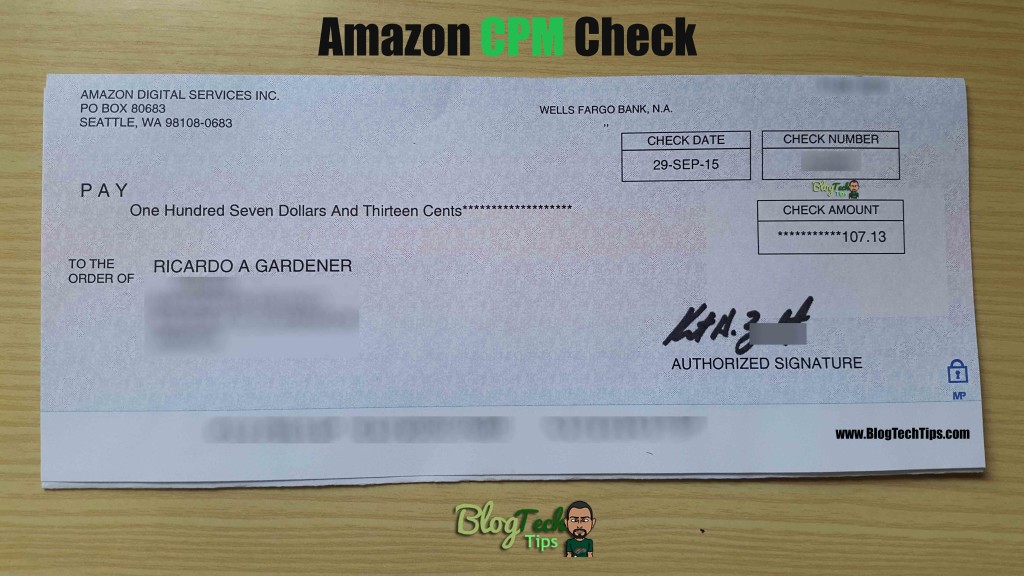 Amazon CPM Check
AMAZON DIGITAL SERVICES INC.
PO BOX 80683
SEATTLE, WA 98108-0683
WELLS FARGO BANK, N.A.
,,
CHECK DATE
29-SEP-15
CHECK NUMBER
BlogTech
Tips
PAY
One Hundred Seven Dollars And Thirteen Cents*******************
CHECK AMOUNT
***********107.13
TO THE
ORDER OF
RICARDO A GARDENER
AUTHORIZED SIGNATURE
MP
www.BlogTechTips.com
BlogTech
Tips